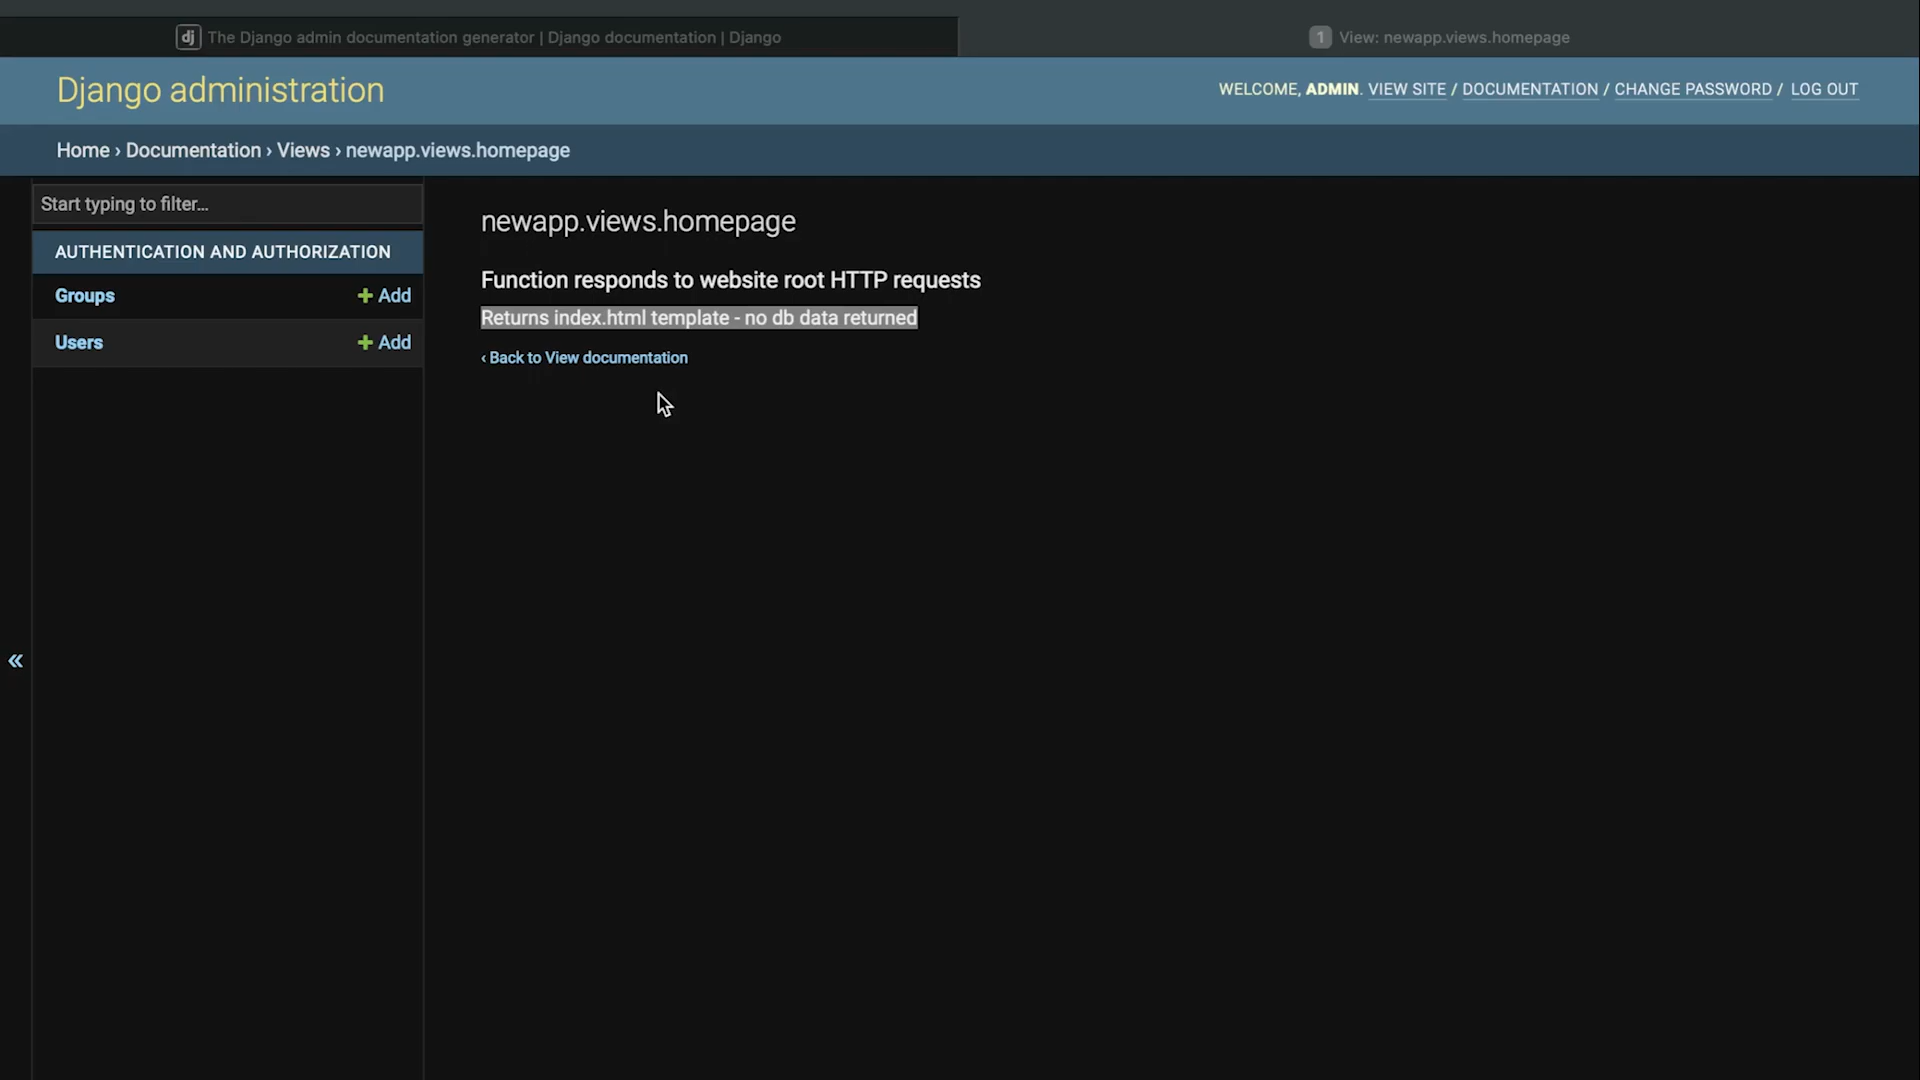 dj The Django admin documentation generator | Django documentation | Django
1 View: newapp.views.homepage
Django administration
WELCOME, ADMIN. VIEW SITE / DOCUMENTATION / CHANGE PASSWORD / LOG OUT
Home › Documentation › Views › newapp.views.homepage
Start typing to filter...
AUTHENTICATION AND AUTHORIZATION
Groups + Add
Users + Add
«
newapp.views.homepage
Function responds to website root HTTP requests
Returns index.html template - no db data returned
‹ Back to View documentation